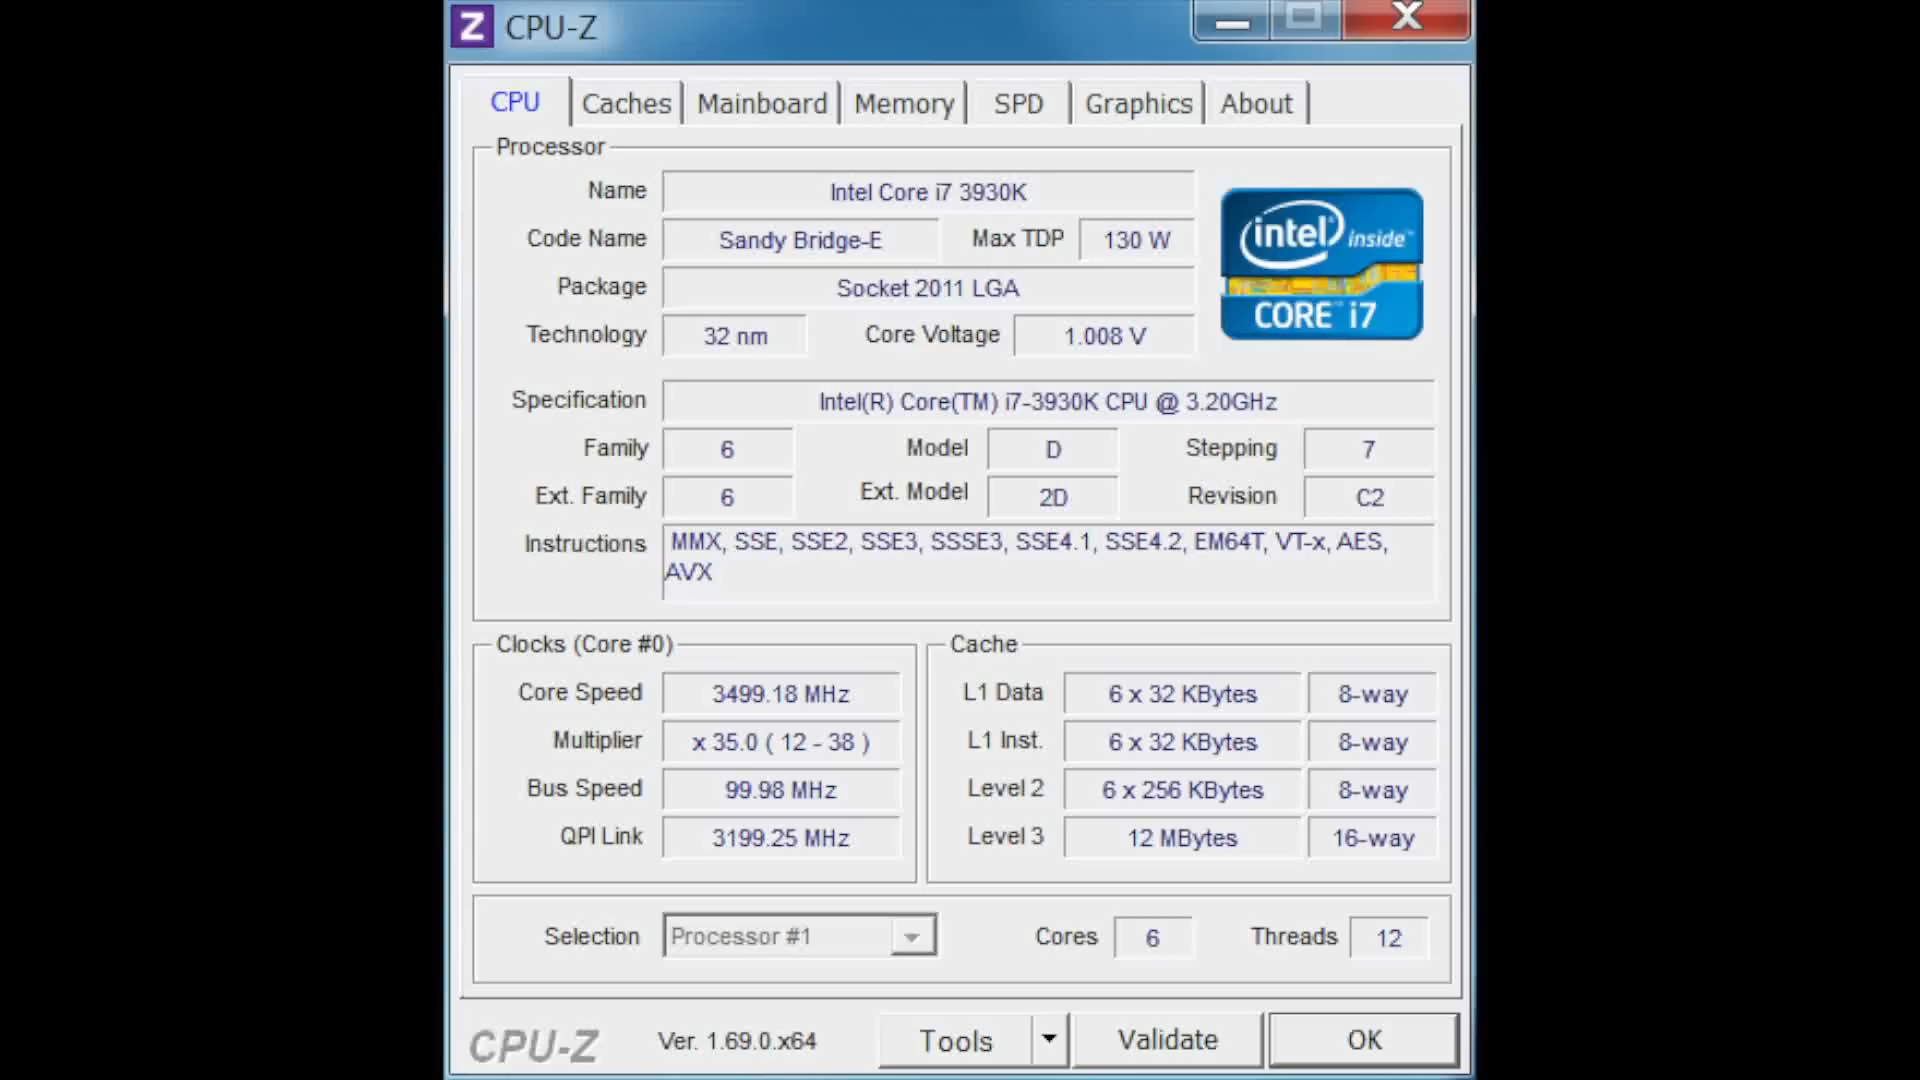 Z CPU-Z
CPU Caches Mainboard Memory SPD Graphics About
Processor
Name Intel Core i7 3930K
Code Name Sandy Bridge-E Max TDP 130 W
Package Socket 2011 LGA
Technology 32 nm Core Voltage 1.008 V
intel inside™
CORE™ i7
Specification Intel(R) Core(TM) i7-3930K CPU @ 3.20GHz
Family 6 Model D Stepping 7
Ext. Family 6 Ext. Model 2D Revision C2
Instructions MMX, SSE, SSE2, SSE3, SSSE3, SSE4.1, SSE4.2, EM64T, VT-x, AES,
AVX
Clocks (Core #0)
Core Speed 3499.18 MHz
Multiplier x 35.0 ( 12 - 38 )
Bus Speed 99.98 MHz
QPI Link 3199.25 MHz
Cache
L1 Data 6 x 32 KBytes 8-way
L1 Inst. 6 x 32 KBytes 8-way
Level 2 6 x 256 KBytes 8-way
Level 3 12 MBytes 16-way
Selection Processor #1 Cores 6 Threads 12
CPU-Z Ver. 1.69.0.x64 Tools Validate OK